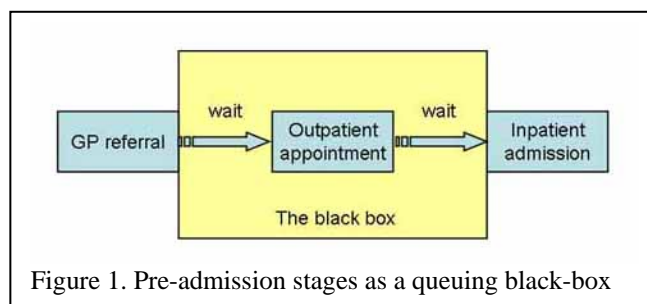 wait
wait
GP referral
Outpatient
appointment
Inpatient
admission
The black box
Figure 1. Pre-admission stages as a queuing black-box